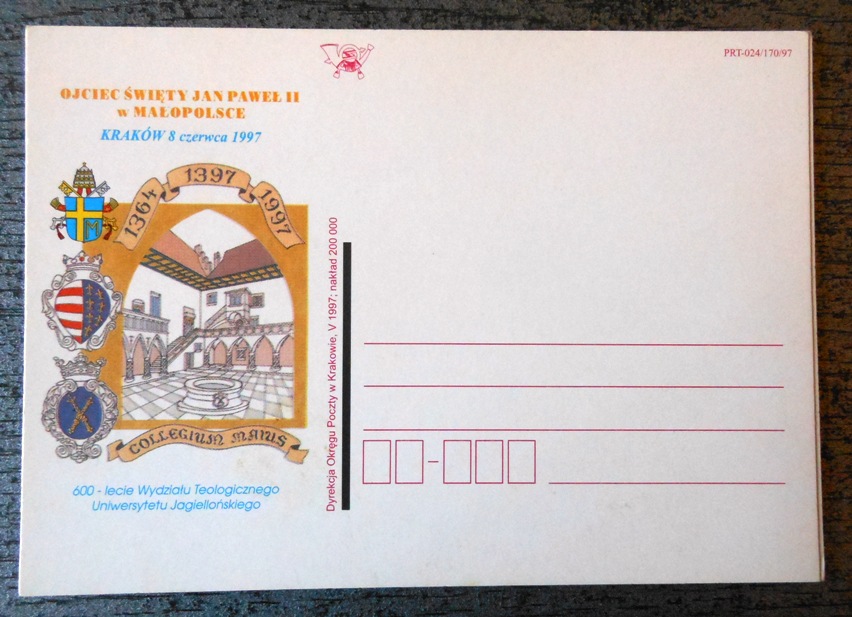 PRT-024/170/97
OJCIEC ŚWIĘTY JAN PAWEŁ II
w MAŁOPOLSCE
KRAKÓW 8 czerwca 1997
1364 1397 1997
M
COLLEGIUM MAIUS
600 - lecie Wydziału Teologicznego
Uniwersytetu Jagiellońskiego
Dyrekcja Okręgu Poczty w Krakowie, V 1997; nakład 200 000